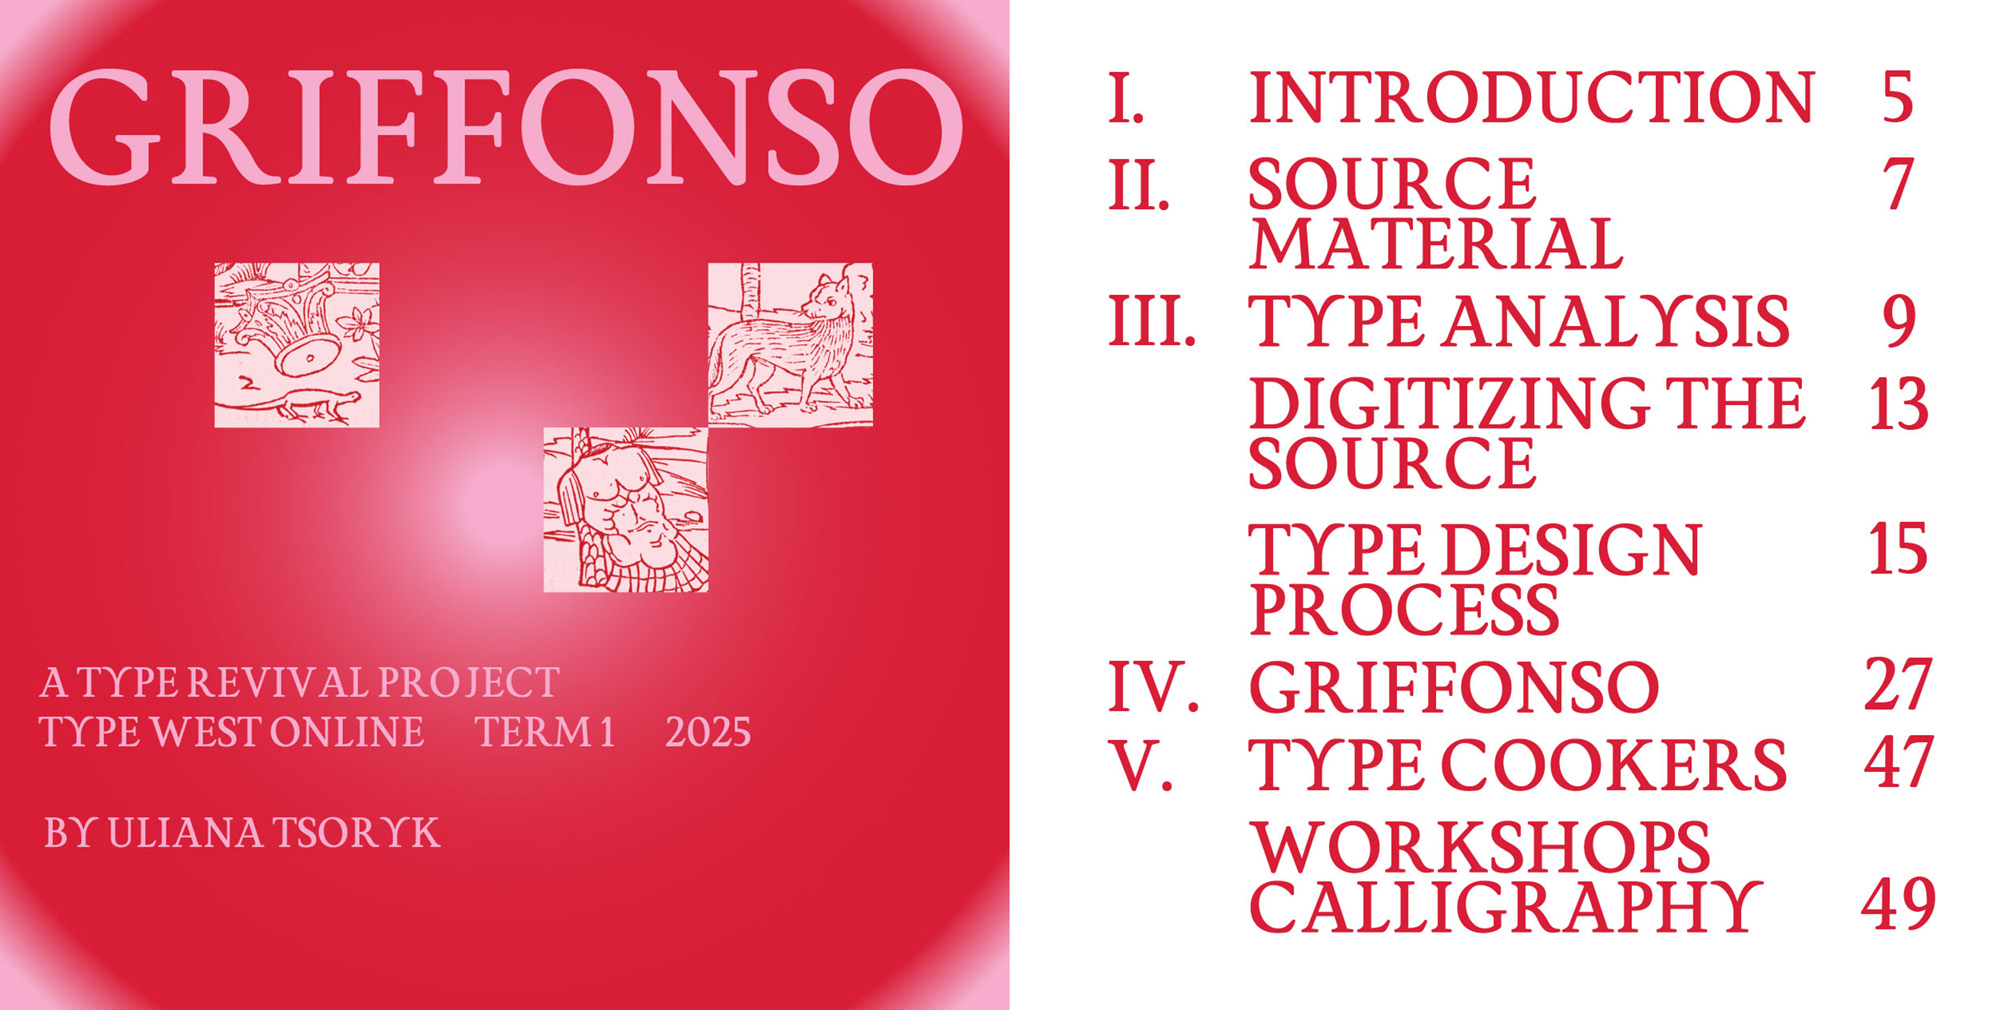 GRIFFONSO
A TYPE REVIVAL PROJECT
TYPE WEST ONLINE TERM 1 2025
BY ULIANA TSORYK
I. INTRODUCTION 5
II. SOURCE 7
MATERIAL
III. TYPE ANALYSIS 9
DIGITIZING THE 13
SOURCE
TYPE DESIGN 15
PROCESS
IV. GRIFFONSO 27
V. TYPE COOKERS 47
WORKSHOPS
CALLIGRAPHY 49